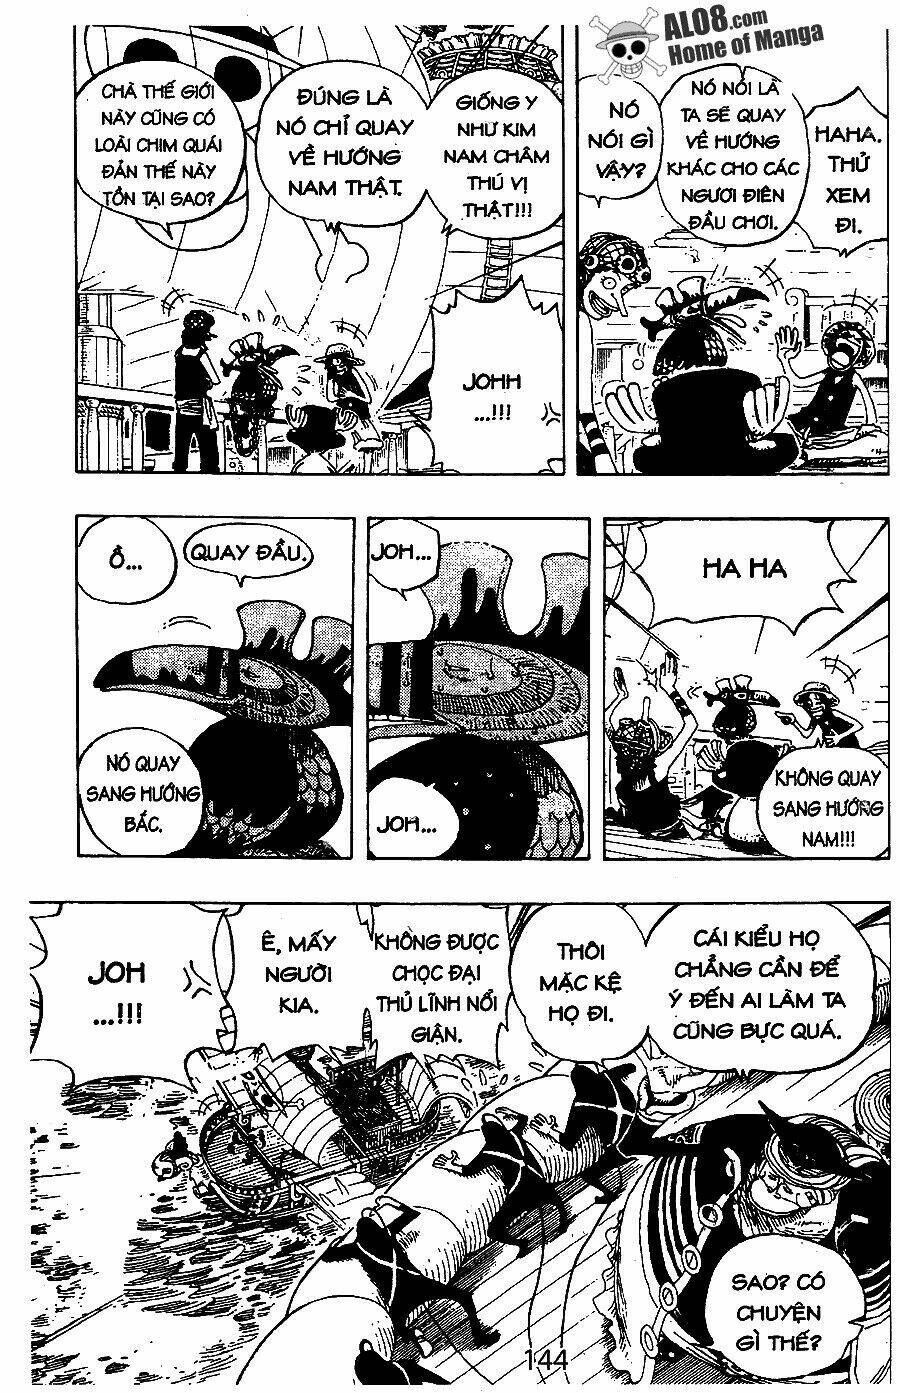 ALO8.com
Home of Manga
HAHA.
THỬ
XEM
ĐI.
NÓ NÓI LÀ
TA SẼ QUAY
VỀ HƯỚNG
KHÁC CHO CÁC
NGƯƠI ĐIÊN
ĐẦU CHƠI.
NÓ
NÓI GÌ
VẬY?
GIỐNG Y
NHƯ KIM
NAM CHÂM
THÚ VỊ
THẬT!!!
ĐÚNG LÀ
NÓ CHỈ QUAY
VỀ HƯỚNG
NAM THẬT.
CHÀ THẾ GIỚI
NÀY CŨNG CÓ
LOÀI CHIM QUÁI
ĐẢN THẾ NÀY
TỒN TẠI SAO?
JOHH
...!!!
HA HA
KHÔNG QUAY
SANG HƯỚNG
NAM!!!
JOH...
JOH...
QUAY ĐẦU.
Ồ...
NÓ QUAY
SANG HƯỚNG
BẮC.
CÁI KIỂU HỌ
CHẲNG CẦN ĐỂ
Ý ĐẾN AI LÀM TA
CŨNG BỰC QUÁ.
THÔI
MẶC KỆ
HỌ ĐI.
KHÔNG ĐƯỢC
CHỌC ĐẠI
THỦ LĨNH NỔI
GIẬN.
Ê, MẤY
NGƯỜI
KIA.
JOH
...!!!
SAO? CÓ
CHUYỆN
GÌ THẾ?
144